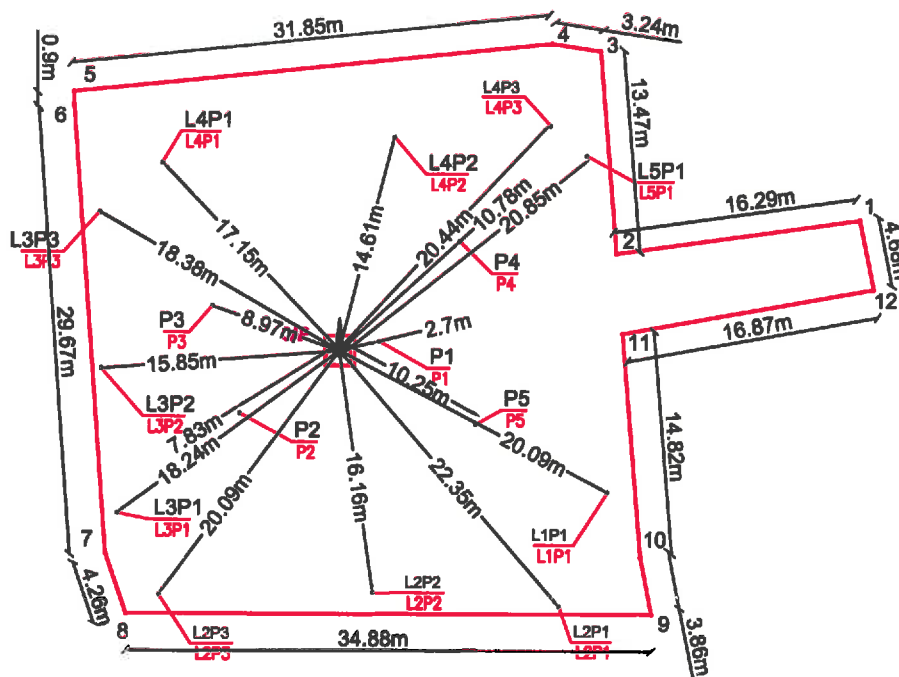 31.85m
3.24m
4
3
0.9m
5
6
L4P3
L4P3
13.47m
L4P1
L4P1
L4P2
L4P2
L5P1
L5P1
16.29m
1
4.68m
L3P3
L3P3
17.15m
14.61m
20.44m
10.78m
20.85m
2
18.38m
P4
P4
12
P3
P3
8.97m
2.7m
16.87m
11
29.67m
15.85m
P1
P1
10.25m
L3P2
L3P2
7.83m
P2
P2
P5
P5
18.24m
20.09m
14.82m
20.09m
16.16m
22.35m
L3P1
L3P1
7
L1P1
L1P1
10
4.26m
L2P2
L2P2
8
L2P3
L2P3
34.88m
L2P1
L2P1
9
3.86m